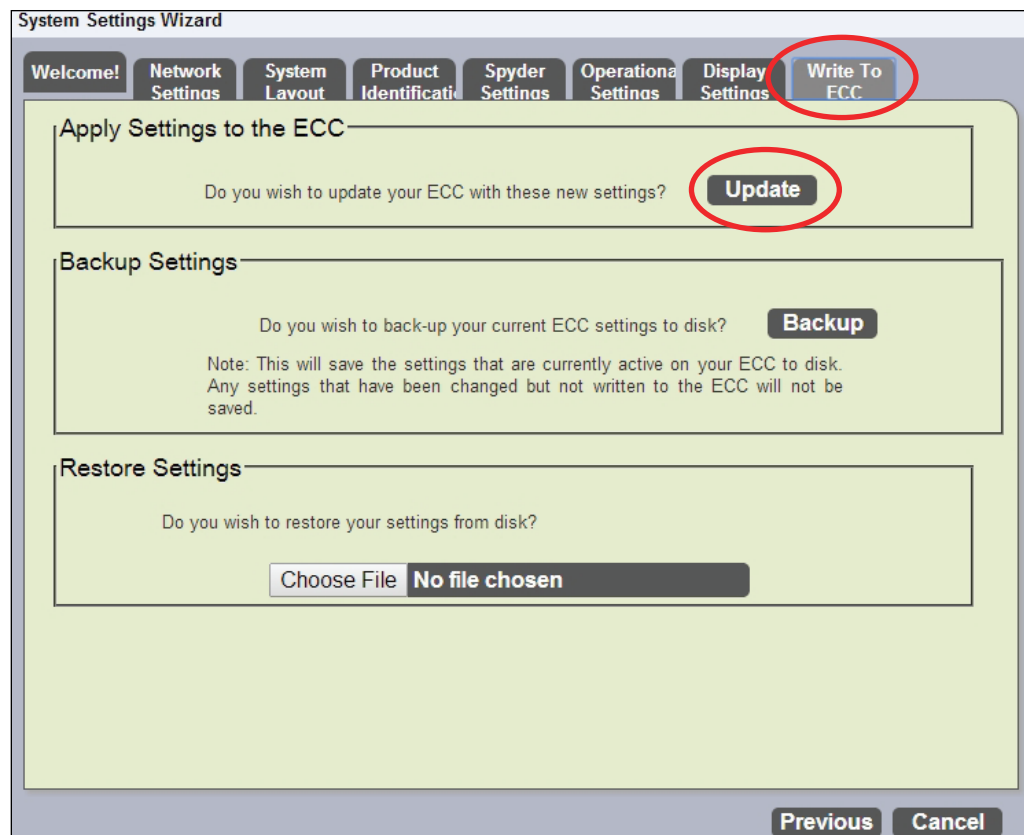 System Settings Wizard
Welcome! Network Settings System Layout Product Identificati Spyder Settings Operationa Settings Display Settings Write To ECC
Apply Settings to the ECC
Do you wish to update your ECC with these new settings? Update
Backup Settings
Do you wish to back-up your current ECC settings to disk? Backup
Note: This will save the settings that are currently active on your ECC to disk.
Any settings that have been changed but not written to the ECC will not be
saved.
Restore Settings
Do you wish to restore your settings from disk?
Choose File No file chosen
Previous Cancel